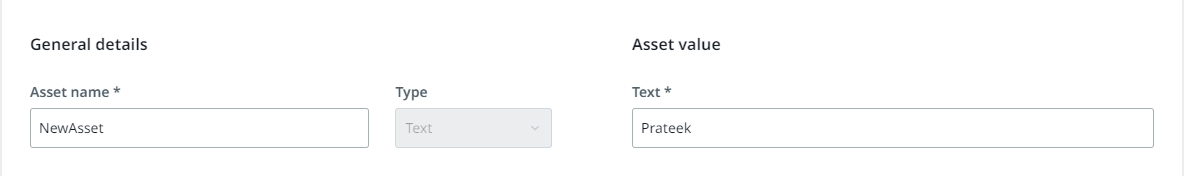 General details
Asset value
Asset name *
Type
Text *
NewAsset
Text
Prateek